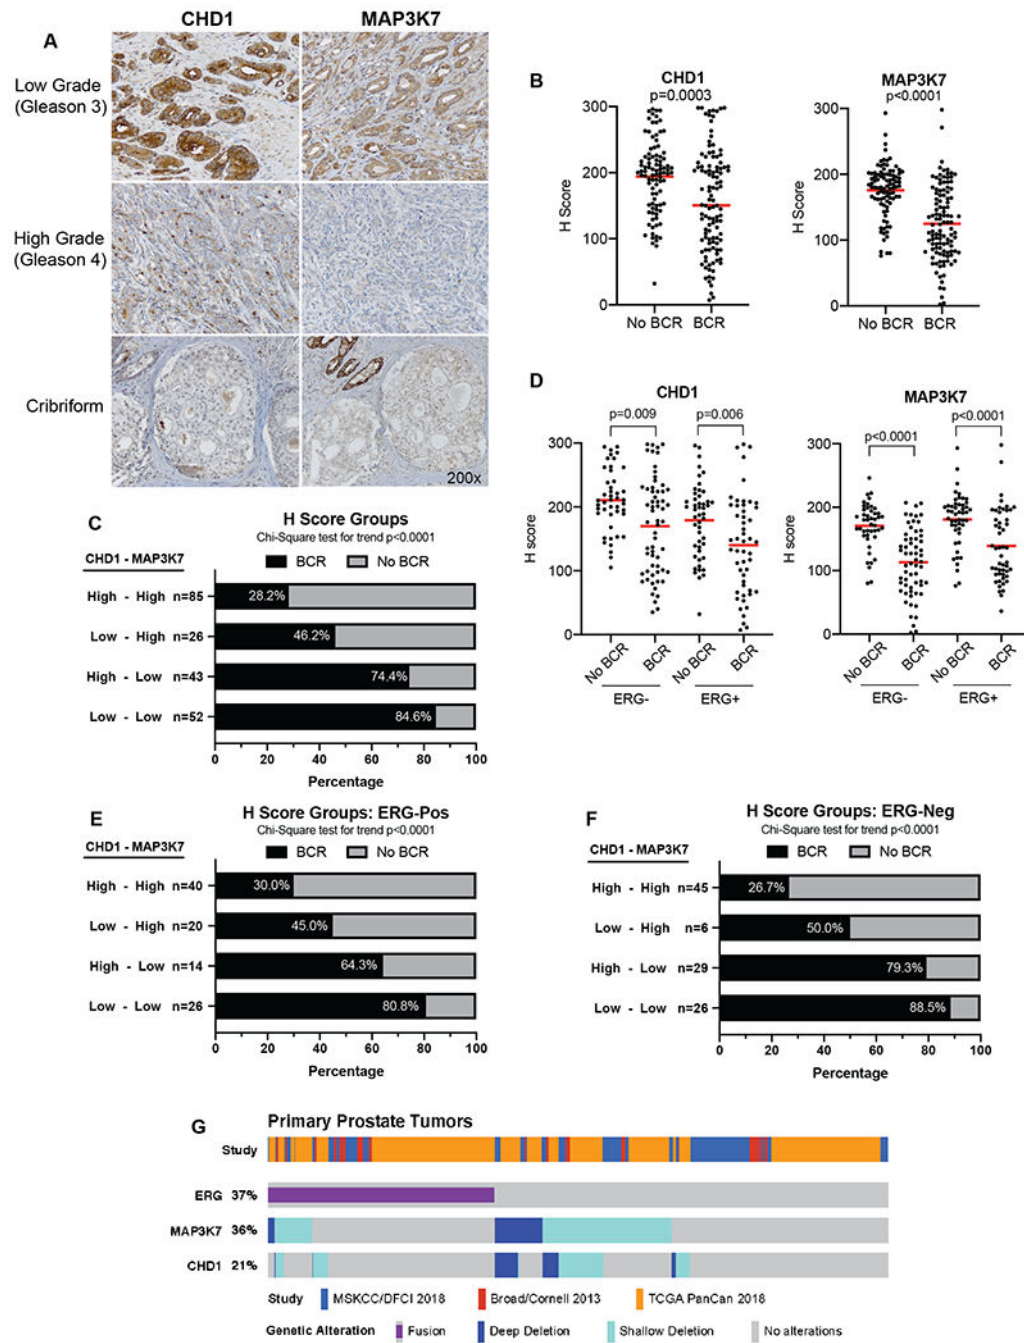 A
CHD1 MAP3K7
Low Grade
(Gleason 3)
High Grade
(Gleason 4)
Cribriform
200x
B
CHD1
p=0.0003
H Score
300
200
100
0
No BCR BCR
MAP3K7
p<0.0001
H Score
300
200
100
0
No BCR BCR
C
H Score Groups
Chi-Square test for trend p<0.0001
CHD1 - MAP3K7
BCR No BCR
High - High n=85 28.2%
Low - High n=26 46.2%
High - Low n=43 74.4%
Low - Low n=52 84.6%
0 20 40 60 80 100
Percentage
D
CHD1
p=0.009 p=0.006
H score
300
200
100
0
No BCR BCR No BCR BCR
ERG- ERG+
MAP3K7
p<0.0001
p<0.0001
H score
300
200
100
0
No BCR BCR No BCR BCR
ERG- ERG+
E
H Score Groups: ERG-Pos
Chi-Square test for trend p<0.0001
CHD1 - MAP3K7
BCR No BCR
High - High n=40 30.0%
Low - High n=20 45.0%
High - Low n=14 64.3%
Low - Low n=26 80.8%
0 20 40 60 80 100
Percentage
F
H Score Groups: ERG-Neg
Chi-Square test for trend p<0.0001
CHD1 - MAP3K7
BCR No BCR
High - High n=45 26.7%
Low - High n=6 50.0%
High - Low n=29 79.3%
Low - Low n=26 88.5%
0 20 40 60 80 100
Percentage
G
Primary Prostate Tumors
Study
ERG 37%
MAP3K7 36%
CHD1 21%
Study MSKCC/DFCI 2018 Broad/Cornell 2013 TCGA PanCan 2018
Genetic Alteration Fusion Deep Deletion Shallow Deletion No alterations